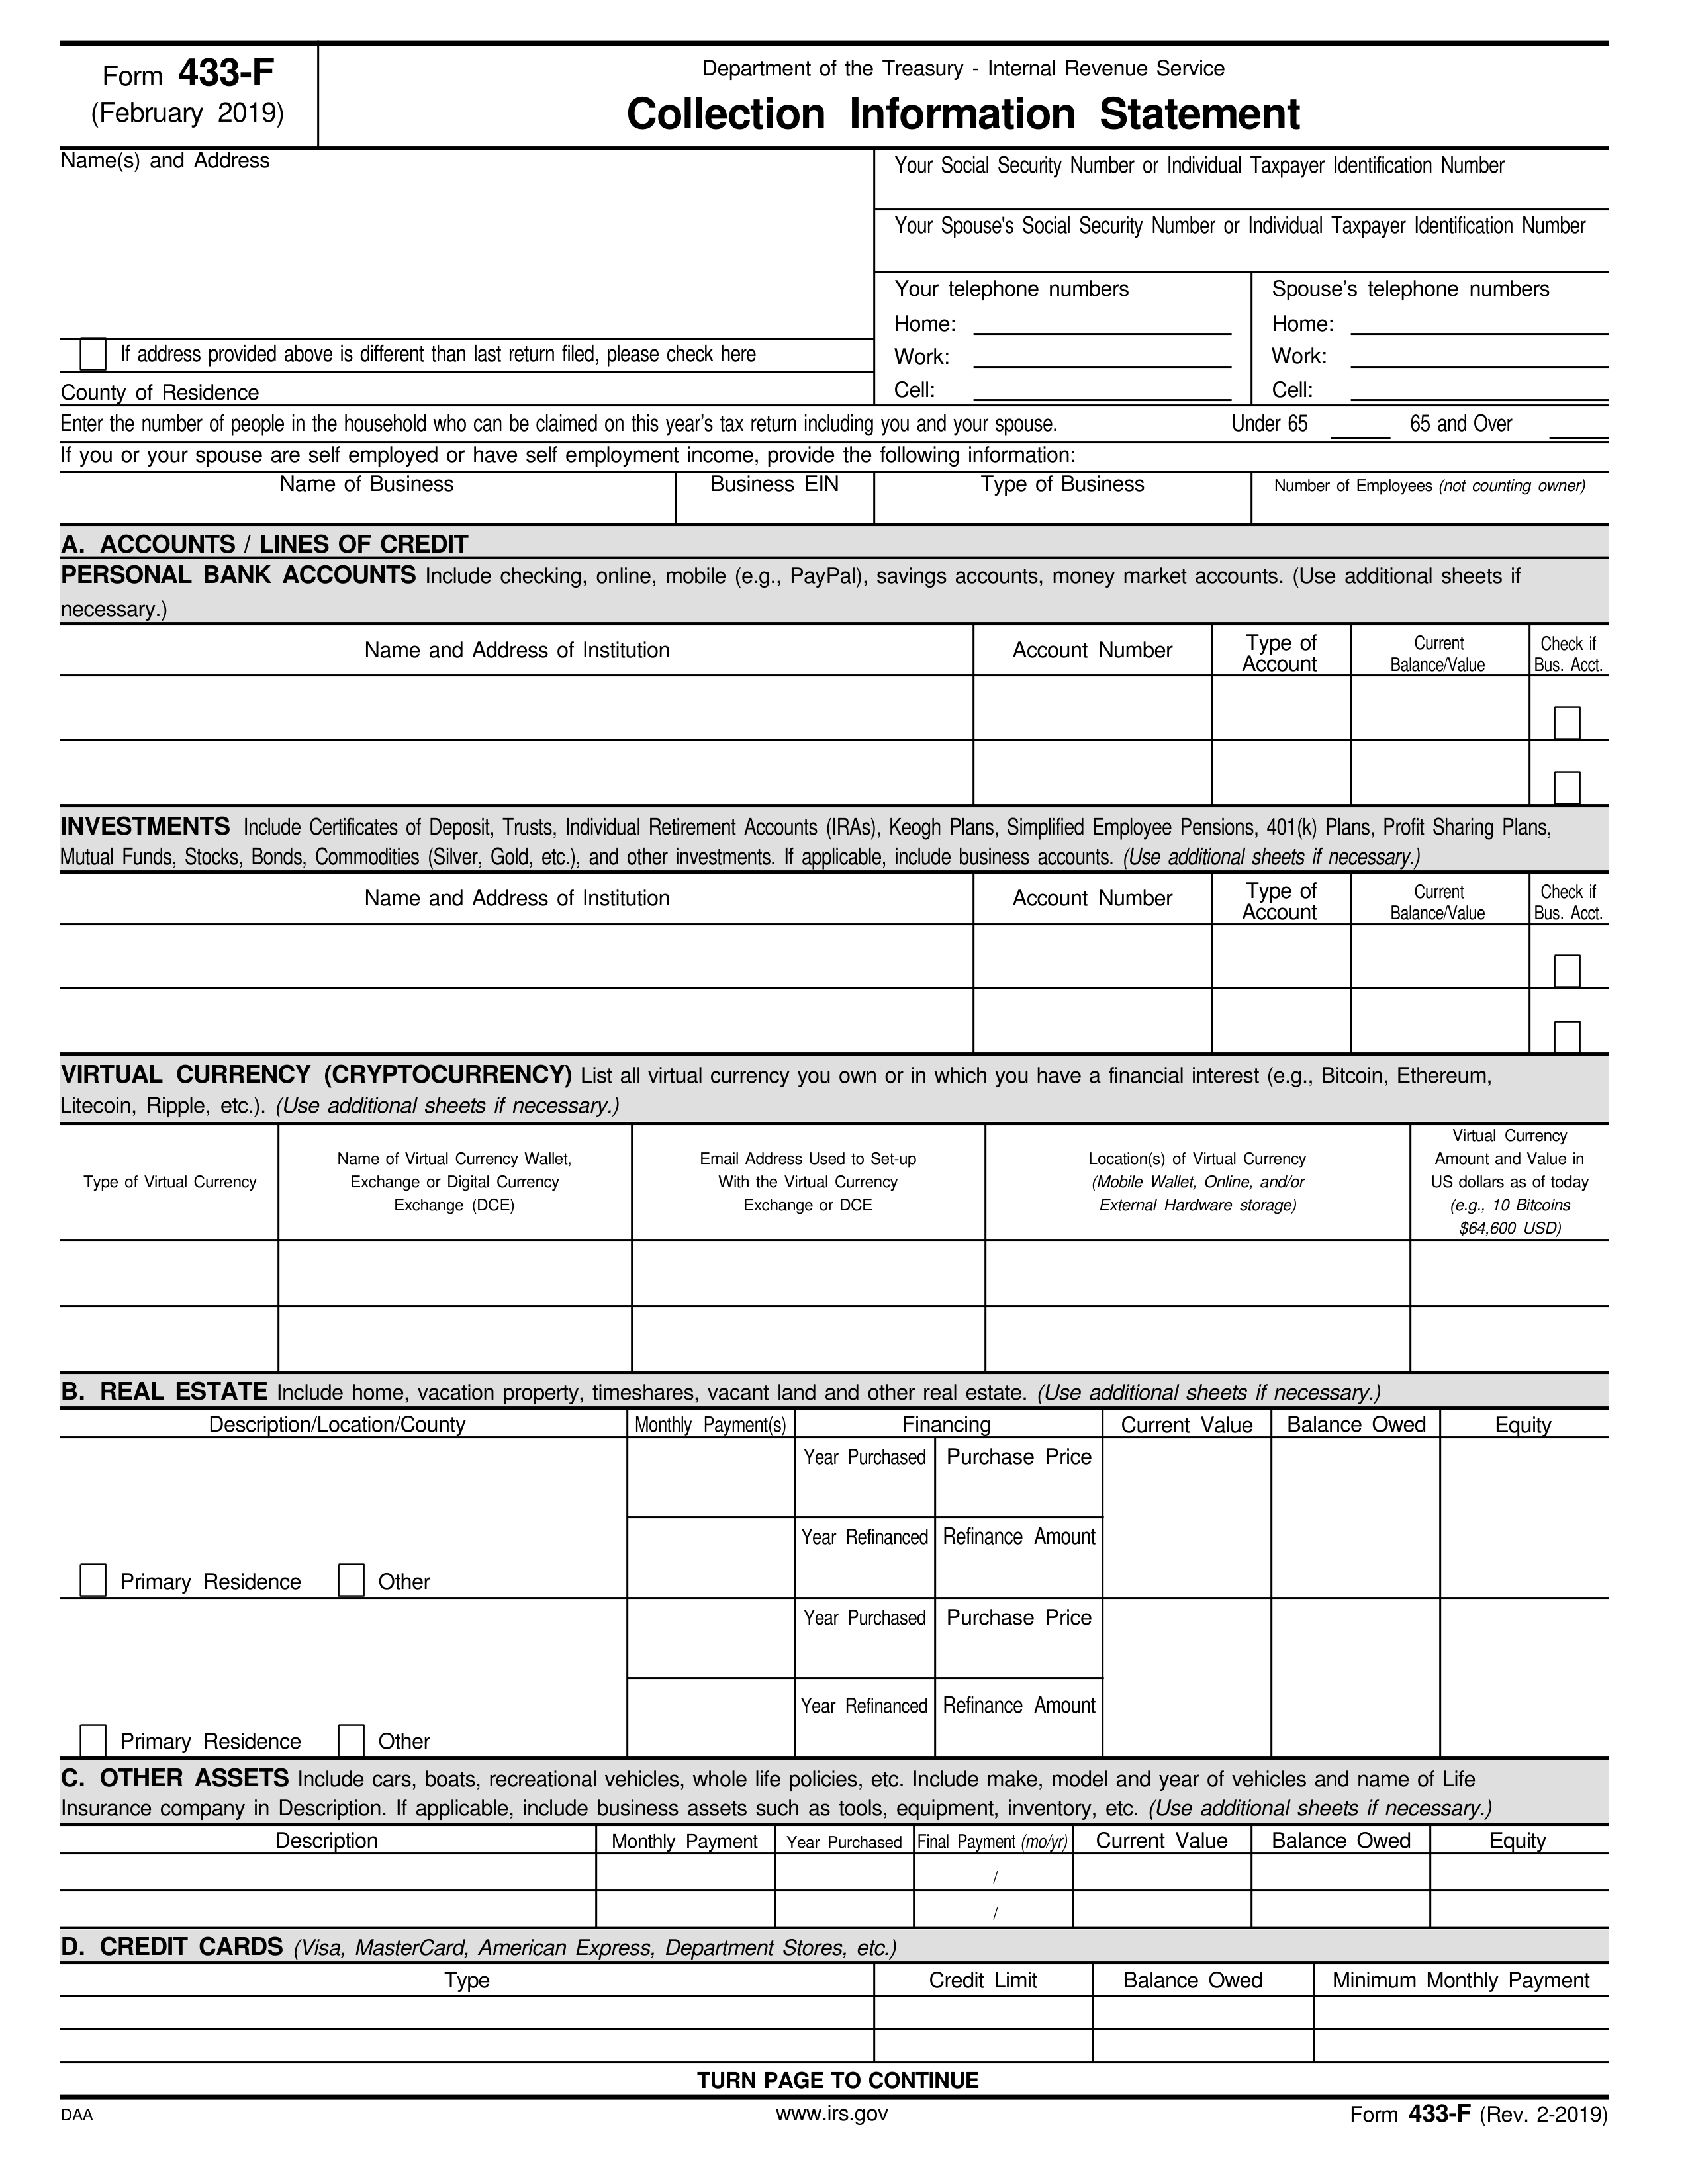 Form 433-F
(February 2019)
Department of the Treasury - Internal Revenue Service
Collection Information Statement
Name(s) and Address
If address provided above is different than last return filed, please check here
County of Residence
Your Social Security Number or Individual Taxpayer Identification Number
Your Spouse's Social Security Number or Individual Taxpayer Identification Number
Your telephone numbers
Home:
Work:
Cell:
Spouse’s telephone numbers
Home:
Work:
Cell:
Enter the number of people in the household who can be claimed on this year’s tax return including you and your spouse. Under 65 65 and Over
If you or your spouse are self employed or have self employment income, provide the following information:
Name of Business Business EIN Type of Business Number of Employees (not counting owner)
A. ACCOUNTS / LINES OF CREDIT
PERSONAL BANK ACCOUNTS Include checking, online, mobile (e.g., PayPal), savings accounts, money market accounts. (Use additional sheets if
necessary.)
Name and Address of Institution Account Number Type of Account Current Balance/Value Check if Bus. Acct.
INVESTMENTS Include Certificates of Deposit, Trusts, Individual Retirement Accounts (IRAs), Keogh Plans, Simplified Employee Pensions, 401(k) Plans, Profit Sharing Plans,
Mutual Funds, Stocks, Bonds, Commodities (Silver, Gold, etc.), and other investments. If applicable, include business accounts. (Use additional sheets if necessary.)
Name and Address of Institution Account Number Type of Account Current Balance/Value Check if Bus. Acct.
VIRTUAL CURRENCY (CRYPTOCURRENCY) List all virtual currency you own or in which you have a financial interest (e.g., Bitcoin, Ethereum,
Litecoin, Ripple, etc.). (Use additional sheets if necessary.)
Type of Virtual Currency
Name of Virtual Currency Wallet,
Exchange or Digital Currency
Exchange (DCE)
Email Address Used to Set-up
With the Virtual Currency
Exchange or DCE
Location(s) of Virtual Currency
(Mobile Wallet, Online, and/or
External Hardware storage)
Virtual Currency
Amount and Value in
US dollars as of today
(e.g., 10 Bitcoins
$64,600 USD)
B. REAL ESTATE Include home, vacation property, timeshares, vacant land and other real estate. (Use additional sheets if necessary.)
Description/Location/County Monthly Payment(s) Financing Current Value Balance Owed Equity
Year Purchased Purchase Price
Year Refinanced Refinance Amount
Primary Residence Other
Year Purchased Purchase Price
Year Refinanced Refinance Amount
Primary Residence Other
C. OTHER ASSETS Include cars, boats, recreational vehicles, whole life policies, etc. Include make, model and year of vehicles and name of Life
Insurance company in Description. If applicable, include business assets such as tools, equipment, inventory, etc. (Use additional sheets if necessary.)
Description Monthly Payment Year Purchased Final Payment (mo/yr) Current Value Balance Owed Equity
/
/
D. CREDIT CARDS (Visa, MasterCard, American Express, Department Stores, etc.)
Type Credit Limit Balance Owed Minimum Monthly Payment
TURN PAGE TO CONTINUE
DAA www.irs.gov Form 433-F (Rev. 2-2019)